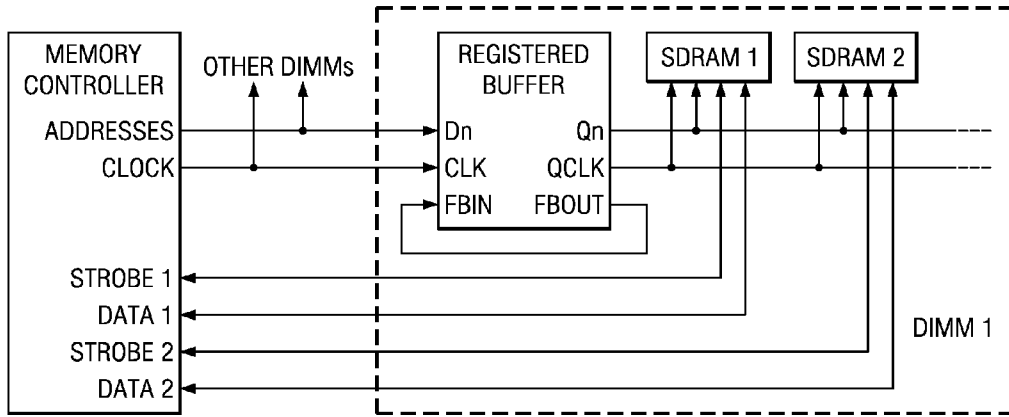 MEMORY
CONTROLLER
OTHER DIMMs
REGISTERED
BUFFER
SDRAM 1
SDRAM 2
ADDRESSES
Dn
Qn
CLOCK
CLK
QCLK
FBIN
FBOUT
STROBE 1
DATA 1
STROBE 2
DATA 2
DIMM 1